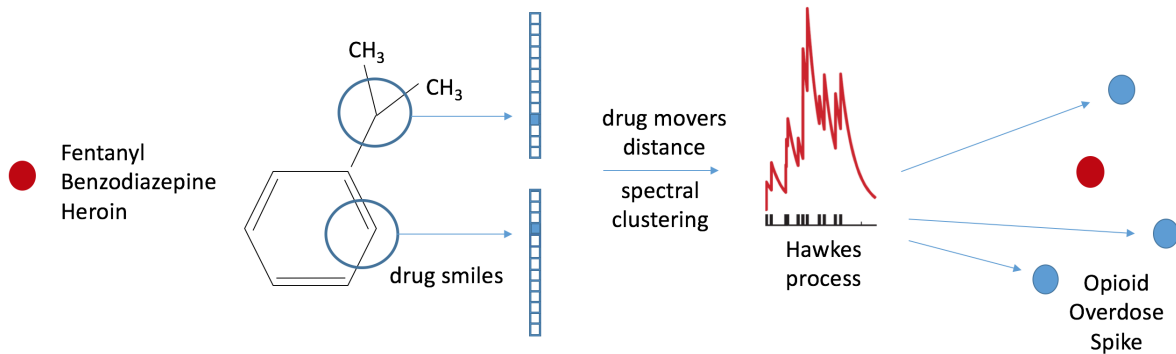 Fentanyl
Benzodiazepine
Heroin
CH₃
CH₃
drug smiles
drug movers
distance
spectral
clustering
Hawkes
process
Opioid
Overdose
Spike